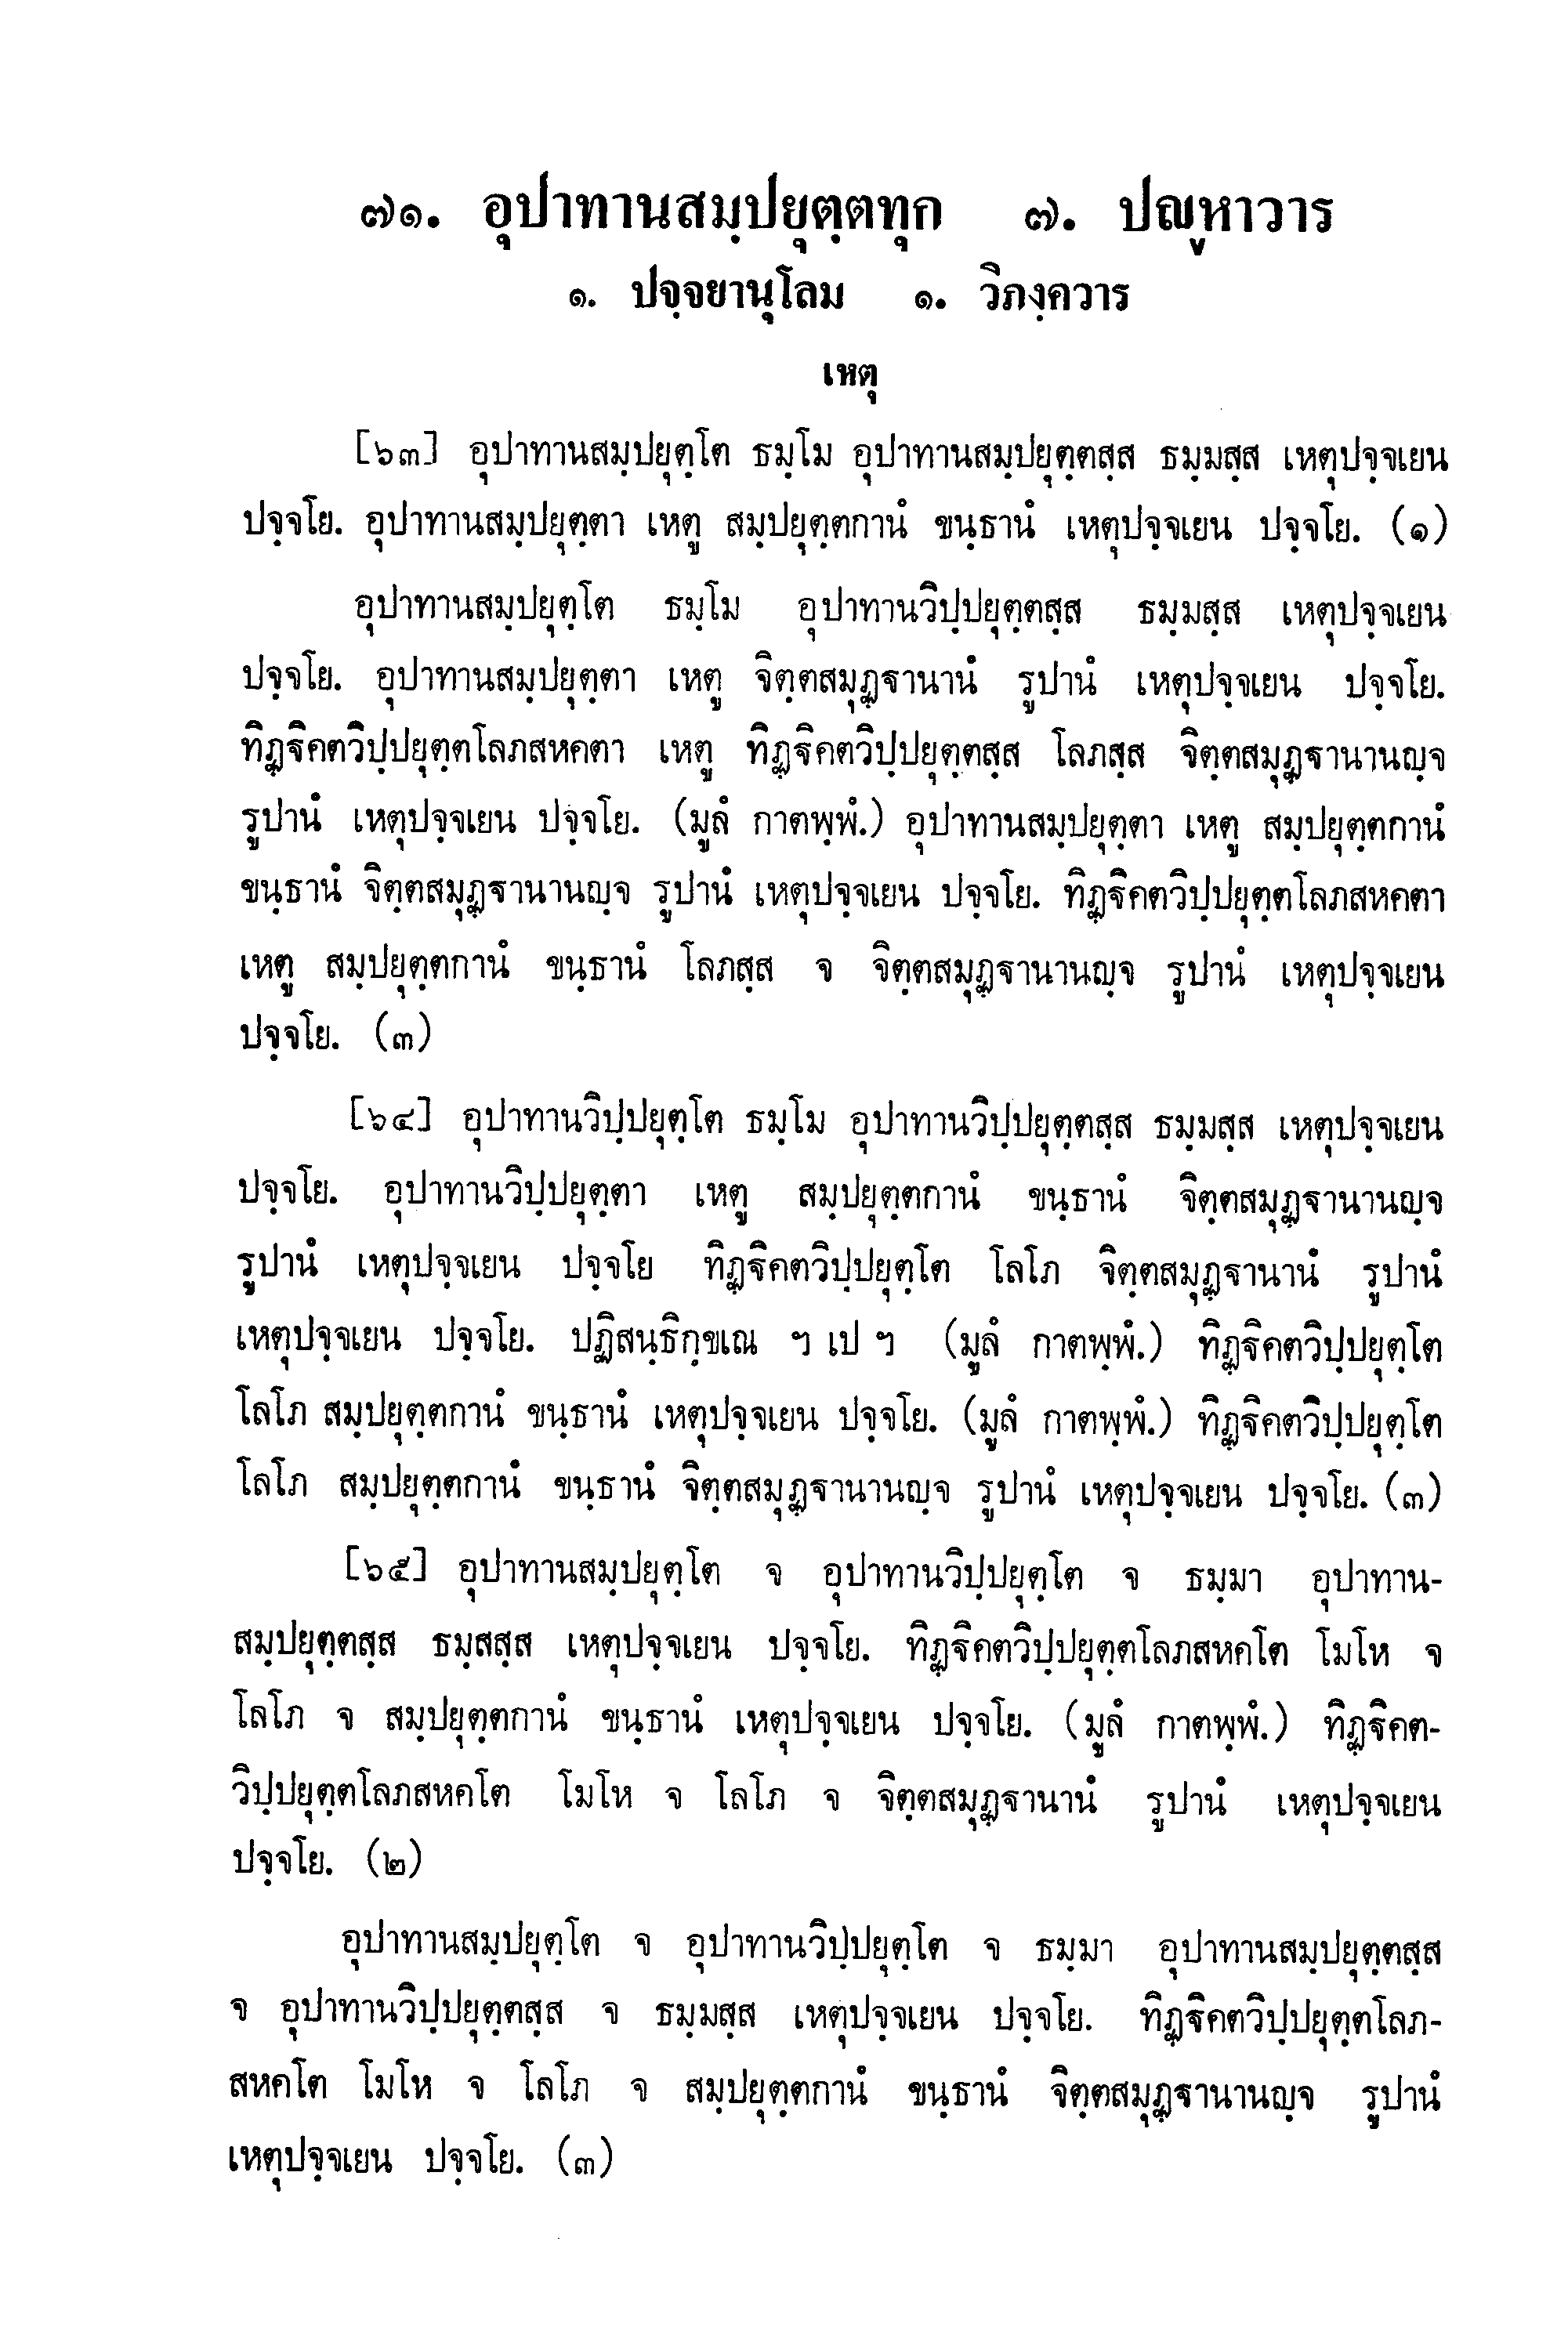 ๗๑. อุปาทานสมฺปยุตฺตทุก ๗. ปญฺหาวาร
๑. ปจฺจยานุโลม ๑. วิภงฺควาร
เหตุ
[๖๓] อุปาทานสมฺปยุตฺโต ธมฺโม อุปาทานสมฺปยุตฺตสฺส ธมฺมสฺส เหตุปจฺจเยน
ปจฺจโย. อุปาทานสมฺปยุตฺตา เหตู สมฺปยุตฺตกานํ ขนฺธานํ เหตุปจฺจเยน ปจฺจโย. (๑)
อุปาทานสมฺปยุตฺโต ธมฺโม อุปาทานวิปฺปยุตฺตสฺส ธมฺมสฺส เหตุปจฺจเยน
ปจฺจโย. อุปาทานสมฺปยุตฺตา เหตู จิตฺตสมุฏฺฐานานํ รูปานํ เหตุปจฺจเยน ปจฺจโย.
ทิฏฺฐิคตวิปฺปยุตฺตโลภสหคตา เหตู ทิฏฺฐิคตวิปฺปยุตฺตสฺส โลภสฺส จิตฺตสมุฏฺฐานานญฺจ
รูปานํ เหตุปจฺจเยน ปจฺจโย. (มูลํ กาตพฺพํ.) อุปาทานสมฺปยุตฺตา เหตู สมฺปยุตฺตกานํ
ขนฺธานํ จิตฺตสมุฏฺฐานานญฺจ รูปานํ เหตุปจฺจเยน ปจฺจโย. ทิฏฺฐิคตวิปฺปยุตฺตโลภสหคตา
เหตู สมฺปยุตฺตกานํ ขนฺธานํ โลภสฺส จ จิตฺตสมุฏฺฐานานญฺจ รูปานํ เหตุปจฺจเยน
ปจฺจโย. (๓)
[๖๔] อุปาทานวิปฺปยุตฺโต ธมฺโม อุปาทานวิปฺปยุตฺตสฺส ธมฺมสฺส เหตุปจฺจเยน
ปจฺจโย. อุปาทานวิปฺปยุตฺตา เหตู สมฺปยุตฺตกานํ ขนฺธานํ จิตฺตสมุฏฺฐานานญฺจ
รูปานํ เหตุปจฺจเยน ปจฺจโย ทิฏฺฐิคตวิปฺปยุตฺโต โลโภ จิตฺตสมุฏฺฐานานํ รูปานํ
เหตุปจฺจเยน ปจฺจโย. ปฏิสนฺธิกฺขเณ ฯ เป ฯ (มูลํ กาตพฺพํ.) ทิฏฺฐิคตวิปฺปยุตฺโต
โลโภ สมฺปยุตฺตกานํ ขนฺธานํ เหตุปจฺจเยน ปจฺจโย. (มูลํ กาตพฺพํ.) ทิฏฺฐิคตวิปฺปยุตฺโต
โลโภ สมฺปยุตฺตกานํ ขนฺธานํ จิตฺตสมุฏฺฐานานญฺจ รูปานํ เหตุปจฺจเยน ปจฺจโย. (๓)
[๖๕] อุปาทานสมฺปยุตฺโต จ อุปาทานวิปฺปยุตฺโต จ ธมฺมา อุปาทาน-
สมฺปยุตฺตสฺส ธมฺสสฺส เหตุปจฺจเยน ปจฺจโย. ทิฏฺฐิคตวิปฺปยุตฺตโลภสหคโต โมโห จ
โลโภ จ สมฺปยุตฺตกานํ ขนฺธานํ เหตุปจฺจเยน ปจฺจโย. (มูลํ กาตพฺพํ.) ทิฏฺฐิคต-
วิปฺปยุตฺตโลภสหคโต โมโห จ โลโภ จ จิตฺตสมุฏฺฐานานํ รูปานํ เหตุปจฺจเยน
ปจฺจโย. (๒)
อุปาทานสมฺปยุตฺโต จ อุปาทานวิปฺปยุตฺโต จ ธมฺมา อุปาทานสมฺปยุตฺตสฺส
จ อุปาทานวิปฺปยุตฺตสฺส จ ธมฺมสฺส เหตุปจฺจเยน ปจฺจโย. ทิฏฺฐิคตวิปฺปยุตฺตโลภ-
สหคโต โมโห จ โลโภ จ สมฺปยุตฺตกานํ ขนฺธานํ จิตฺตสมุฏฺฐานานญฺจ รูปานํ
เหตุปจฺจเยน ปจฺจโย. (๓)